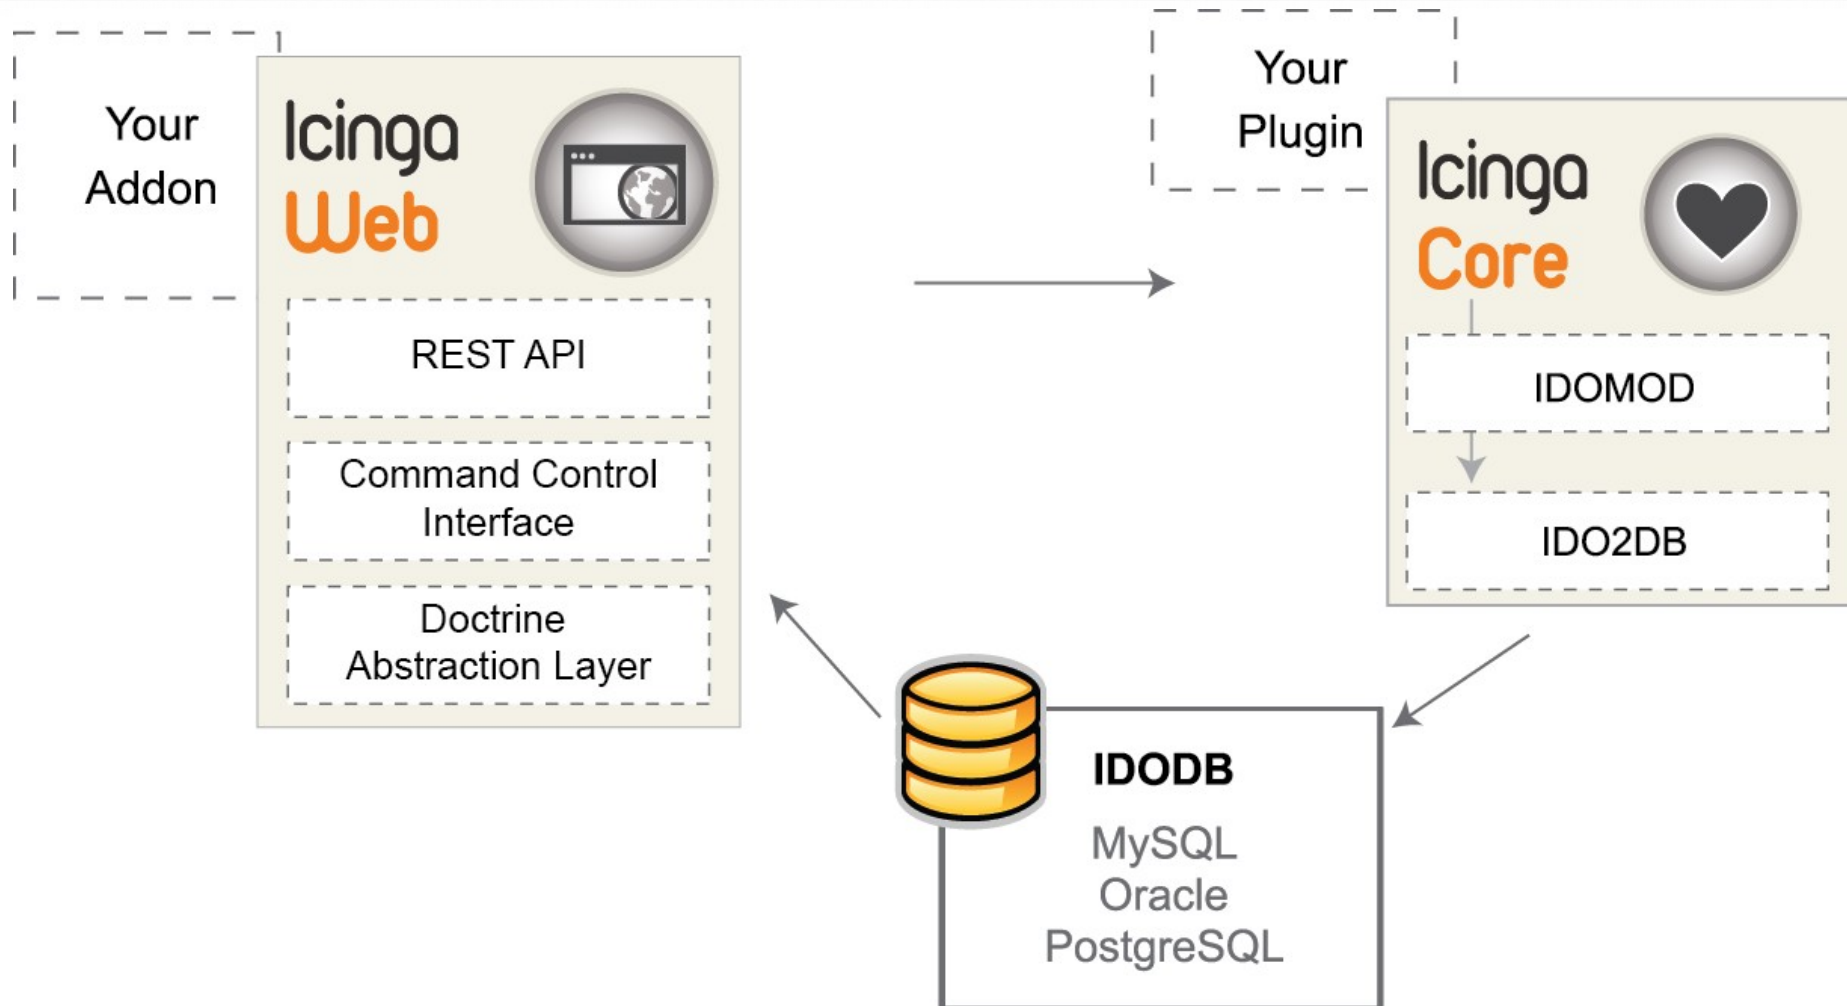 Your
Addon
Icinga
Web
REST API
Command Control
Interface
Doctrine
Abstraction Layer
Your
Plugin
Icinga
Core
IDOMOD
IDO2DB
IDODB
MySQL
Oracle
PostgreSQL